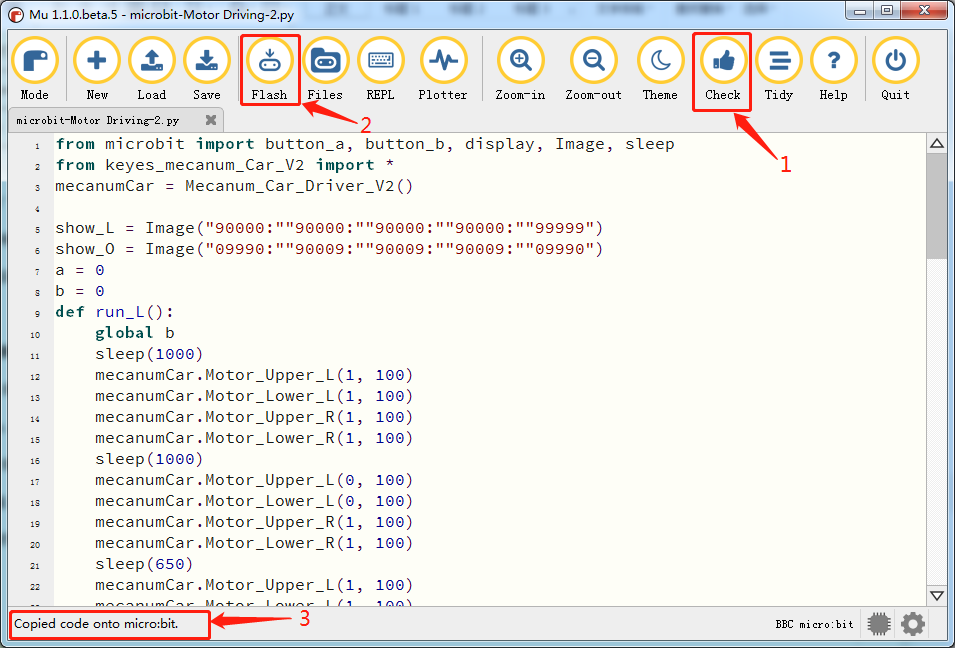 Mu 1.1.0.beta.5 - microbit-Motor Driving-2.py
Mode New Load Save Flash Files REPL Plotter Zoom-in Zoom-out Theme Check Tidy Help Quit
?
microbit-Motor Driving-2.py
2
1
1 from microbit import button_a, button_b, display, Image, sleep
2 from keyes_mecanum_Car_V2 import *
3 mecanumCar = Mecanum_Car_Driver_V2()
4
5 show_L = Image("90000:""90000:""90000:""90000:""99999")
6 show_O = Image("09990:""90009:""90009:""90009:""09990")
7 a = 0
8 b = 0
9 def run_L():
10 global b
11 sleep(1000)
12 mecanumCar.Motor_Upper_L(1, 100)
13 mecanumCar.Motor_Lower_L(1, 100)
14 mecanumCar.Motor_Upper_R(1, 100)
15 mecanumCar.Motor_Lower_R(1, 100)
16 sleep(1000)
17 mecanumCar.Motor_Upper_L(0, 100)
18 mecanumCar.Motor_Lower_L(0, 100)
19 mecanumCar.Motor_Upper_R(1, 100)
20 mecanumCar.Motor_Lower_R(1, 100)
21 sleep(650)
22 mecanumCar.Motor_Upper_L(1, 100)
mecanumCar.Motor_Lower_L(1, 100)
Copied code onto micro:bit.
3
BBC micro:bit